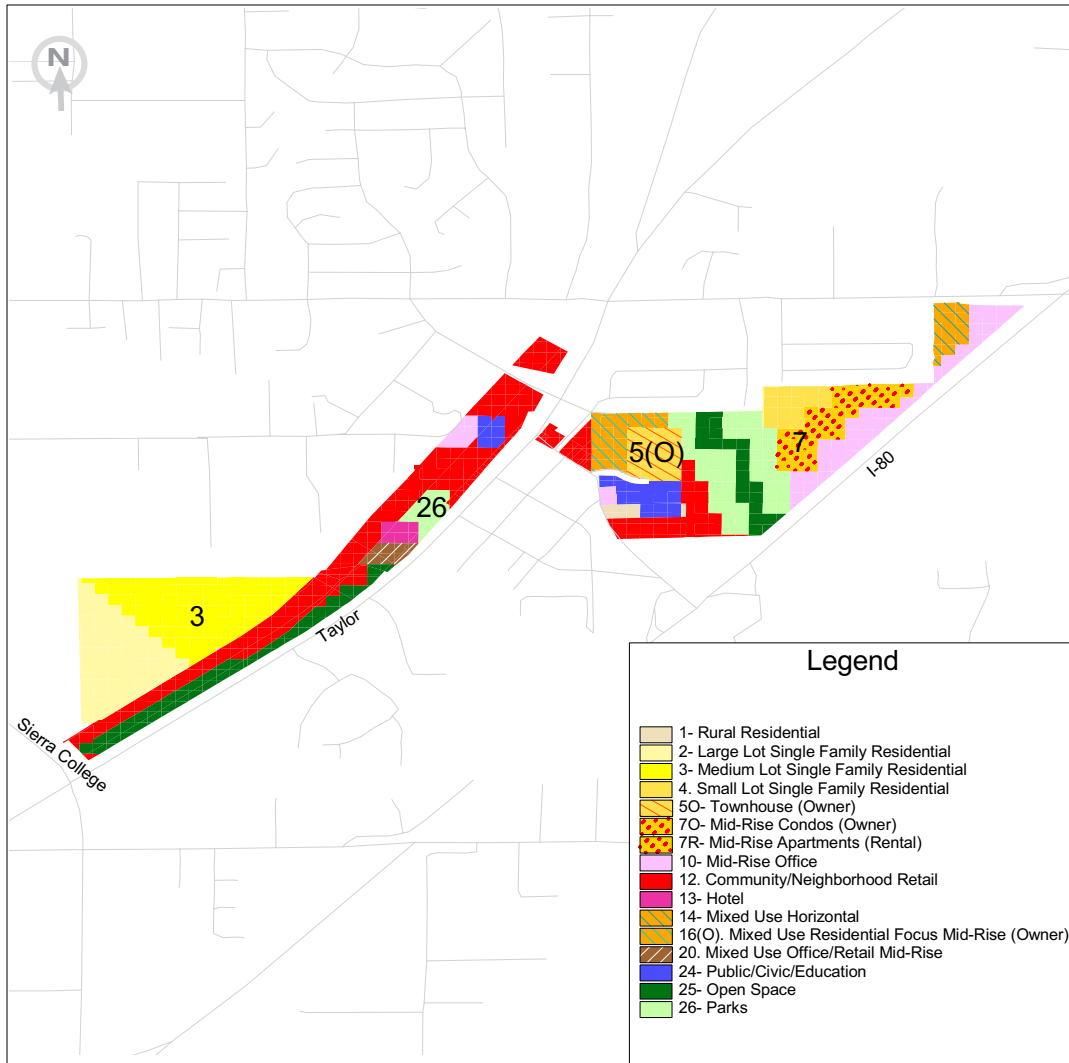 N
5(O)
7
I-80
26
3
Taylor
Sierra College
Legend
1- Rural Residential
2- Large Lot Single Family Residential
3- Medium Lot Single Family Residential
4. Small Lot Single Family Residential
5O- Townhouse (Owner)
7O- Mid-Rise Condos (Owner)
7R- Mid-Rise Apartments (Rental)
10- Mid-Rise Office
12. Community/Neighborhood Retail
13- Hotel
14- Mixed Use Horizontal
16(O). Mixed Use Residential Focus Mid-Rise (Owner)
20. Mixed Use Office/Retail Mid-Rise
24- Public/Civic/Education
25- Open Space
26- Parks